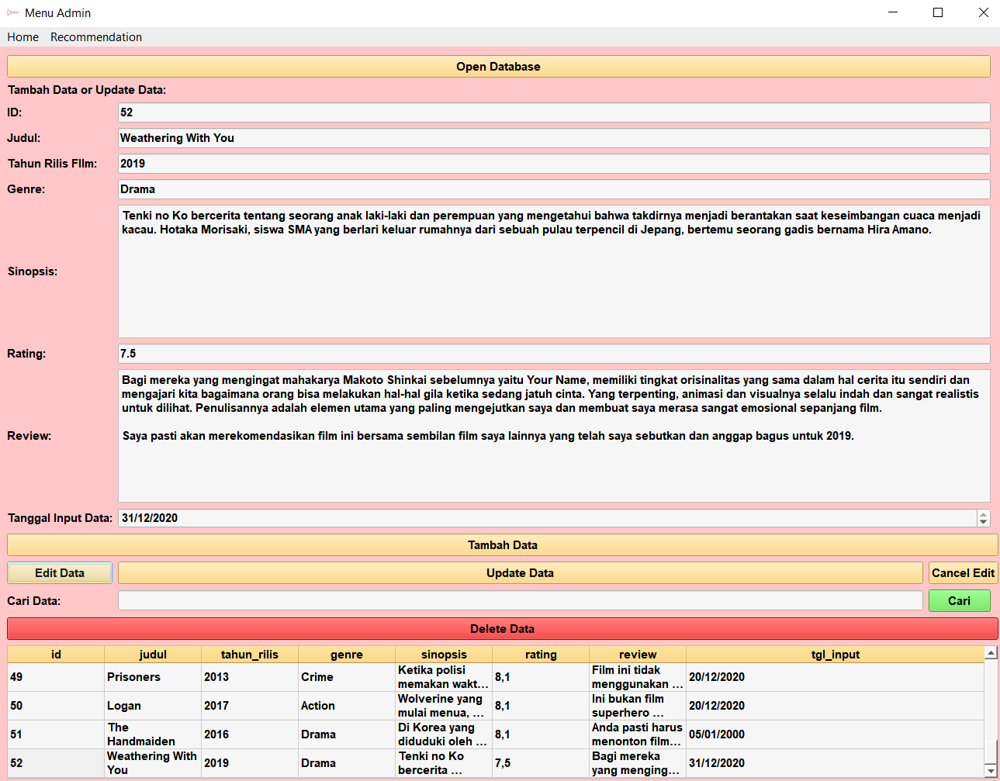 Menu Admin
Home Recommendation
Open Database
Tambah Data or Update Data:
ID: 52
Judul: Weathering With You
Tahun Rilis FIlm: 2019
Genre: Drama
Sinopsis:
Tenki no Ko bercerita tentang seorang anak laki-laki dan perempuan yang mengetahui bahwa takdirnya menjadi berantakan saat keseimbangan cuaca menjadi
kacau. Hotaka Morisaki, siswa SMA yang berlari keluar rumahnya dari sebuah pulau terpencil di Jepang, bertemu seorang gadis bernama Hira Amano.
Rating: 7.5
Review:
Bagi mereka yang mengingat mahakarya Makoto Shinkai sebelumnya yaitu Your Name, memiliki tingkat orisinalitas yang sama dalam hal cerita itu sendiri dan
mengajari kita bagaimana orang bisa melakukan hal-hal gila ketika sedang jatuh cinta. Yang terpenting, animasi dan visualnya selalu indah dan sangat realistis
untuk dilihat. Penulisannya adalah elemen utama yang paling mengejutkan saya dan membuat saya merasa sangat emosional sepanjang film.
Saya pasti akan merekomendasikan film ini bersama sembilan film saya lainnya yang telah saya sebutkan dan anggap bagus untuk 2019.
Tanggal Input Data: 31/12/2020
Tambah Data
Edit Data Update Data Cancel Edit
Cari Data: Cari
Delete Data
id judul tahun_rilis genre sinopsis rating review tgl_input
49 Prisoners 2013 Crime Ketika polisi memakan wakt... 8,1 Film ini tidak menggunakan ... 20/12/2020
50 Logan 2017 Action Wolverine yang mulai menua, ... 8,1 Ini bukan film superhero ... 20/12/2020
51 The Handmaiden 2016 Drama Di Korea yang diduduki oleh ... 8,1 Anda pasti harus menonton film... 05/01/2000
52 Weathering With You 2019 Drama Tenki no Ko bercerita ... 7,5 Bagi mereka yang menging... 31/12/2020